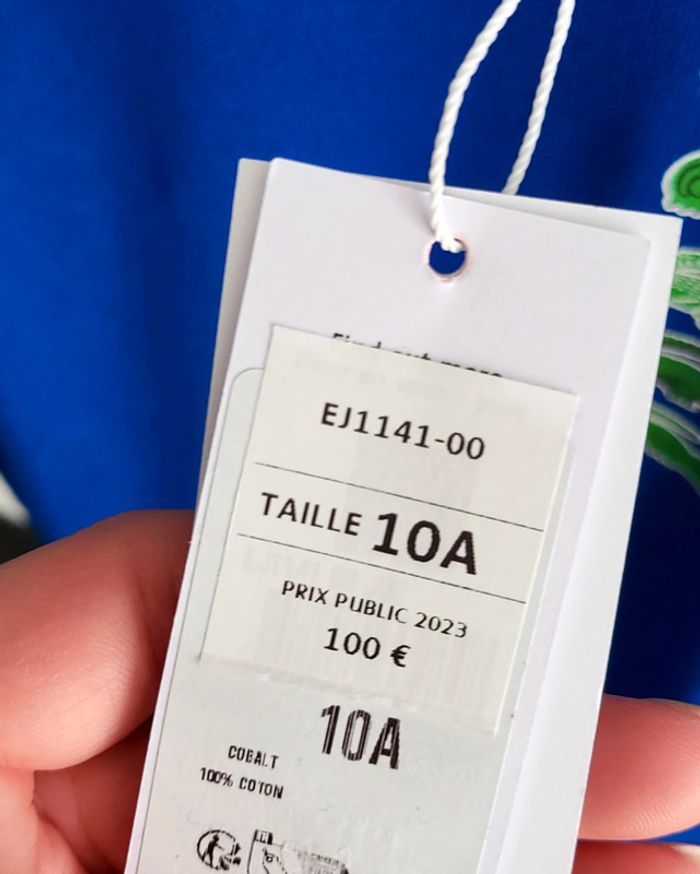 EJ1141-00
TAILLE 10A
PRIX PUBLIC 2023
100 €
10A
COBALT
100% COTON